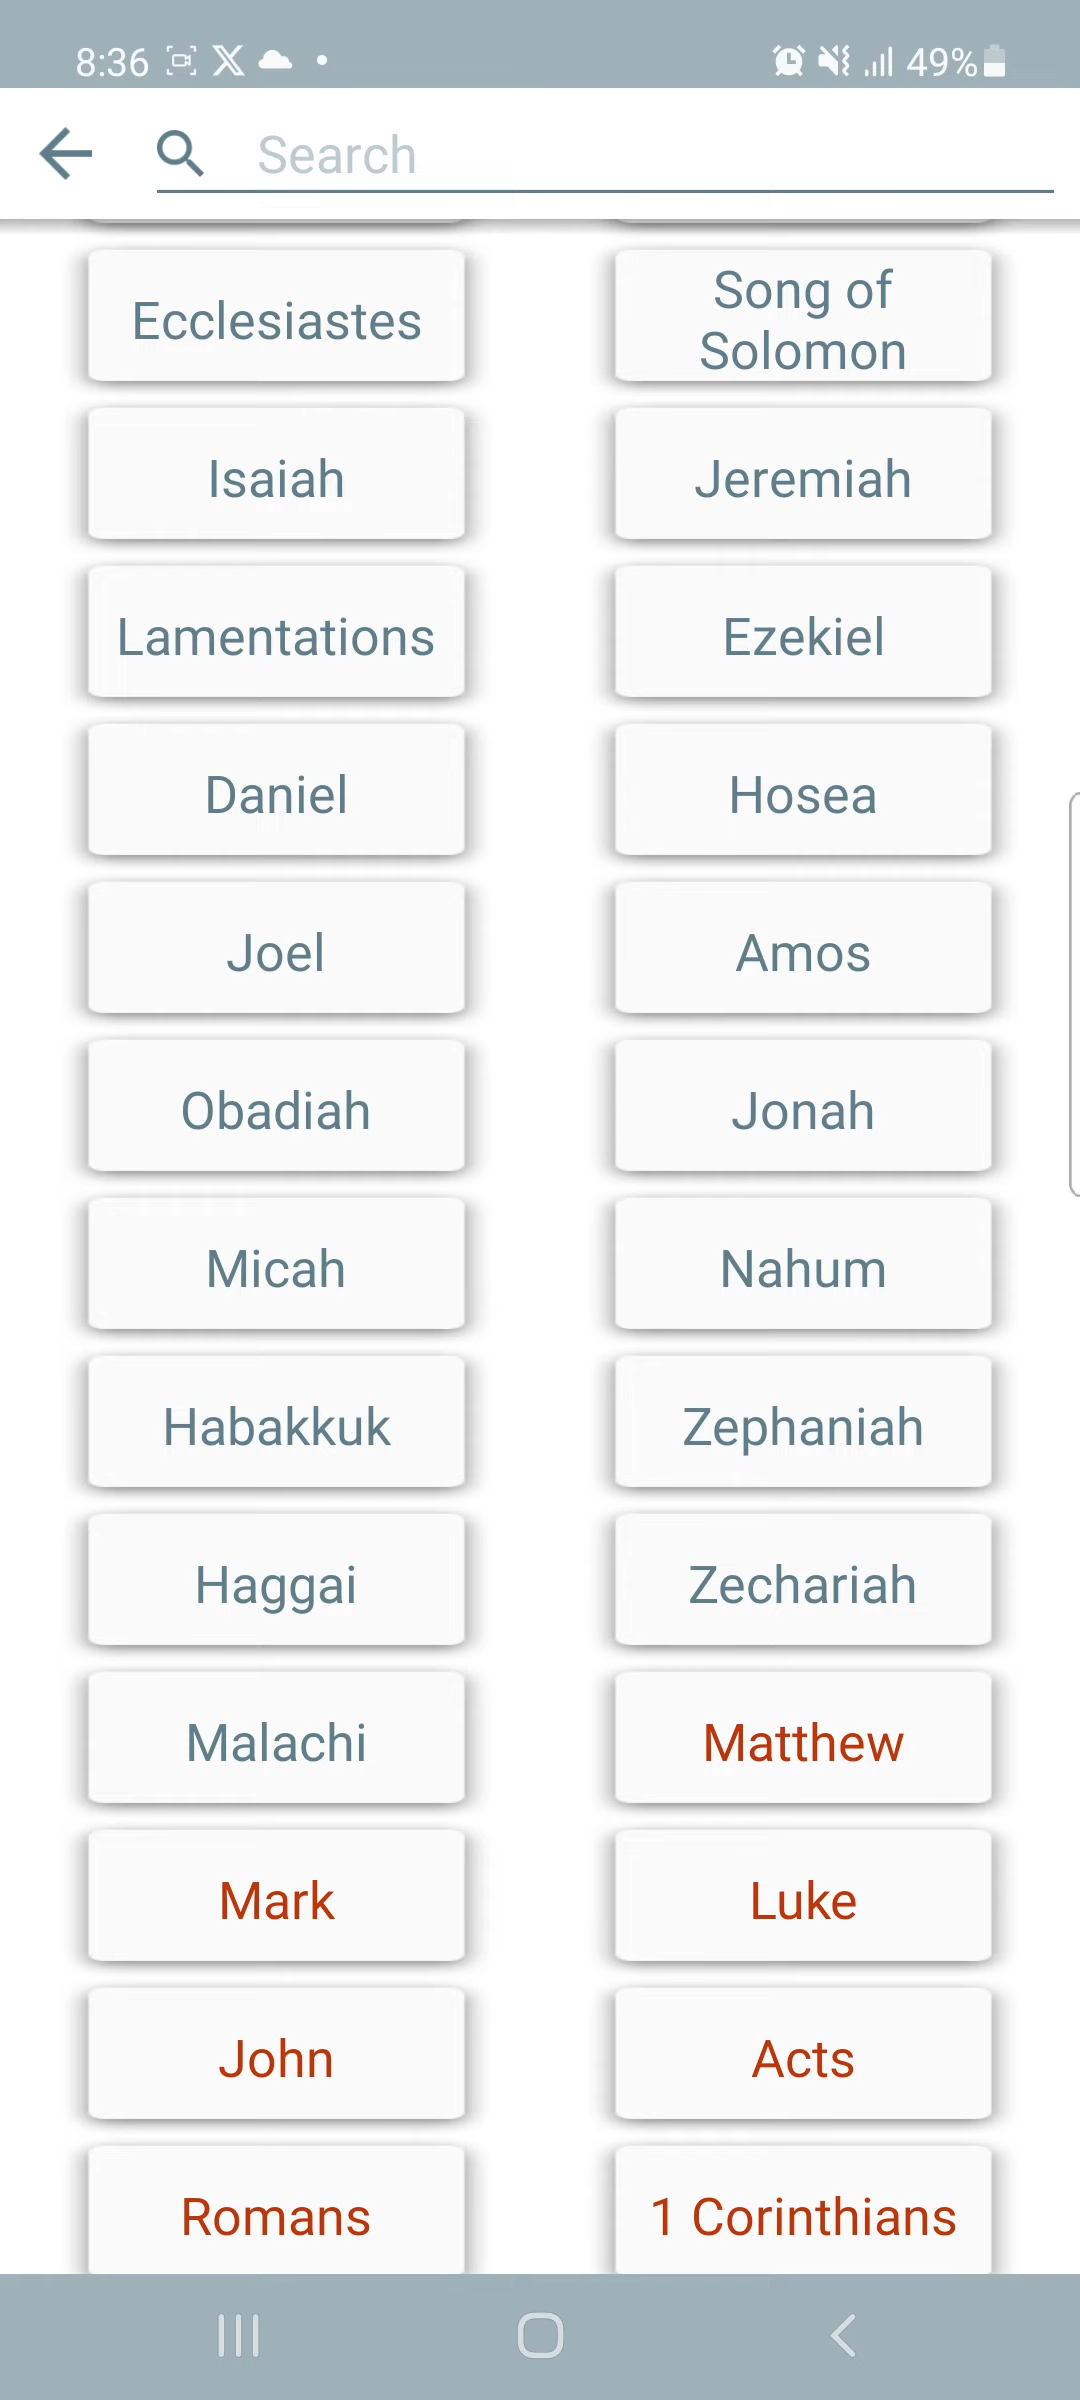 8:36
49%
Search
Ecclesiastes
Song of
Solomon
Isaiah
Jeremiah
Lamentations
Ezekiel
Daniel
Hosea
Joel
Amos
Obadiah
Jonah
Micah
Nahum
Habakkuk
Zephaniah
Haggai
Zechariah
Malachi
Matthew
Mark
Luke
John
Acts
Romans
1 Corinthians